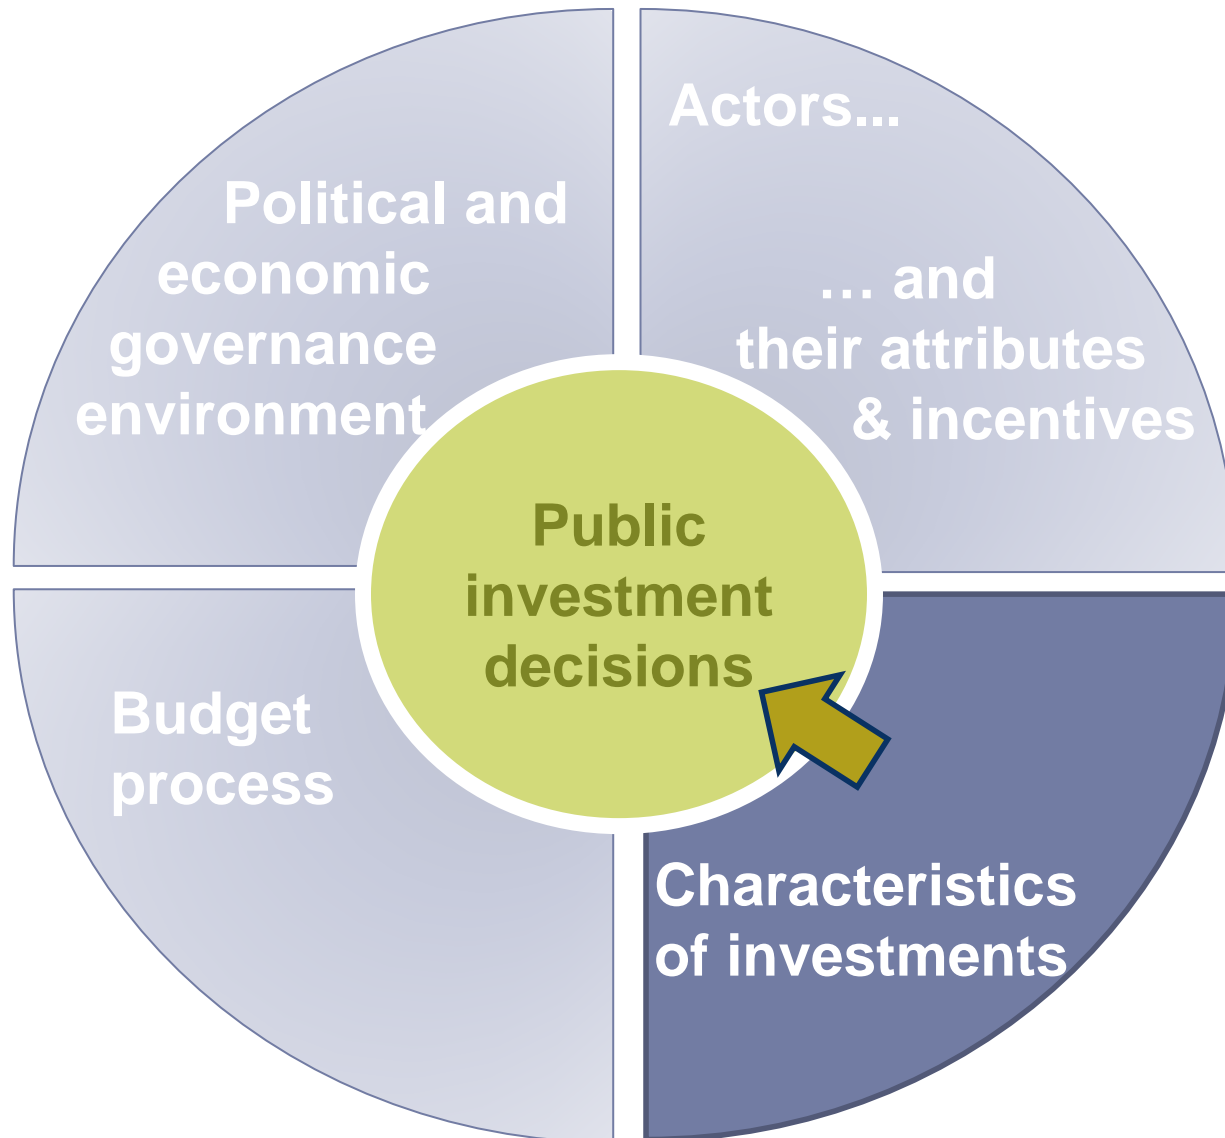 Political and
economic
governance
environment
Actors...
… and
their attributes
& incentives
Public
investment
decisions
Budget
process
Characteristics
of investments